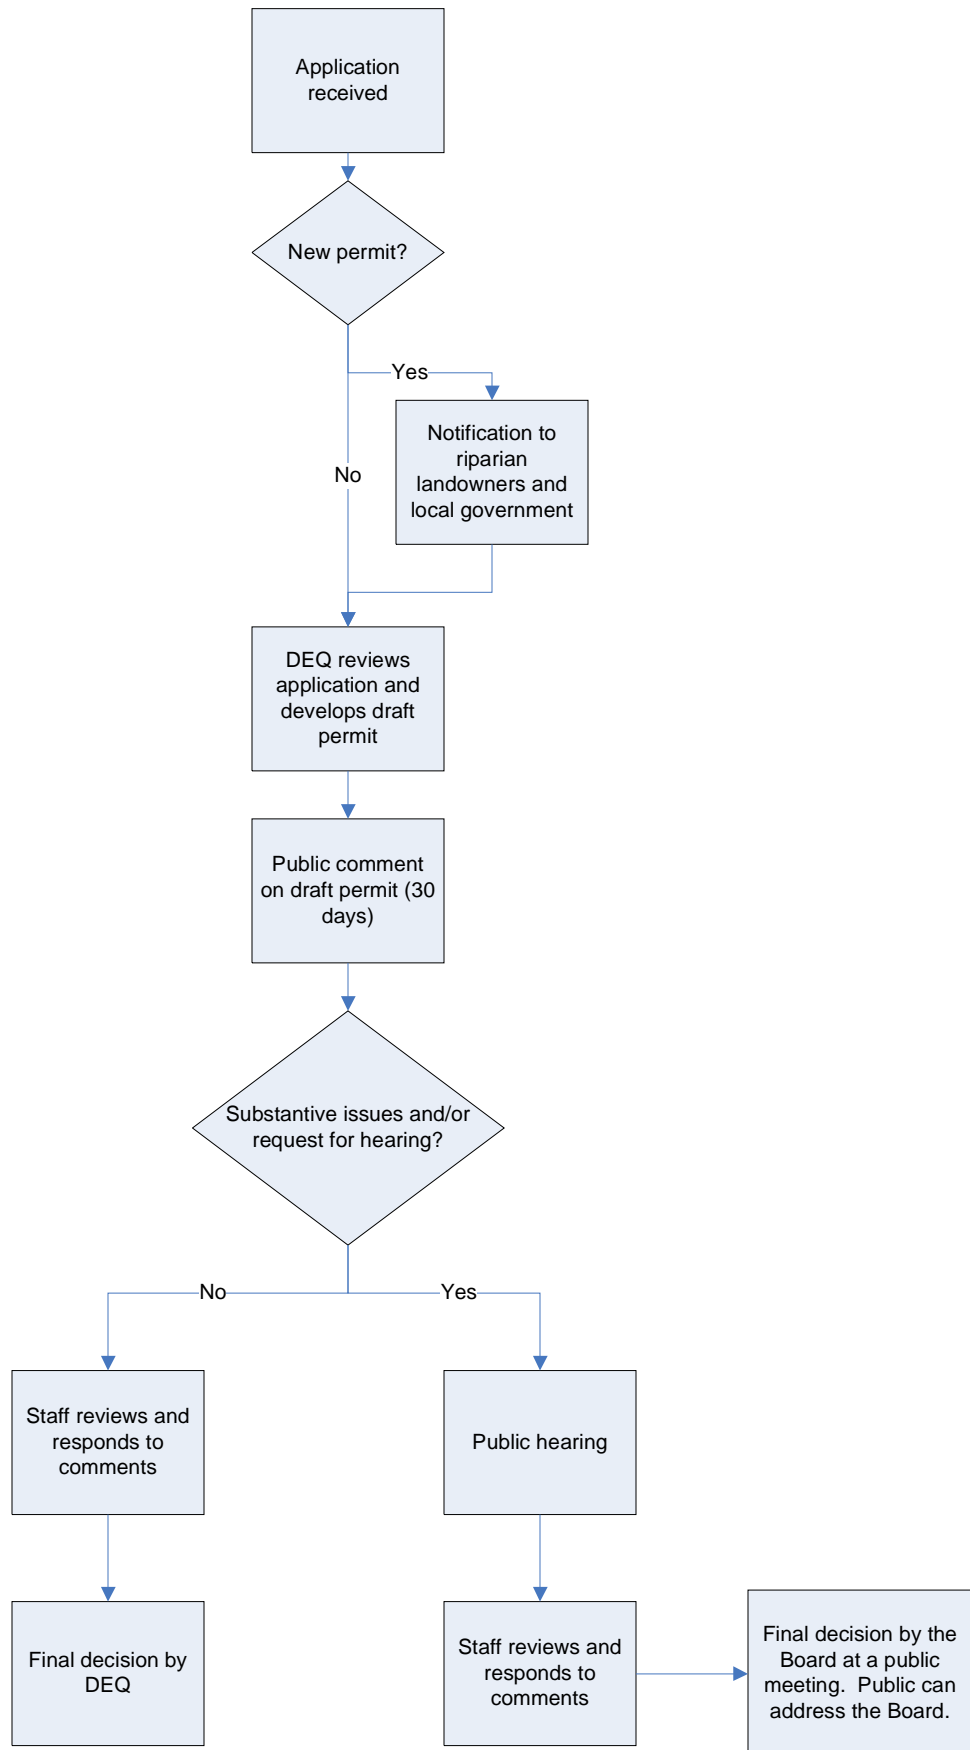 Application
received
New permit?
Yes
Notification to
riparian
landowners and
local government
No
DEQ reviews
application and
develops draft
permit
Public comment
on draft permit (30
days)
Substantive issues and/or
request for hearing?
No
Yes
Staff reviews and
responds to
comments
Public hearing
Final decision by
DEQ
Staff reviews and
responds to
comments
Final decision by the
Board at a public
meeting.  Public can
address the Board.